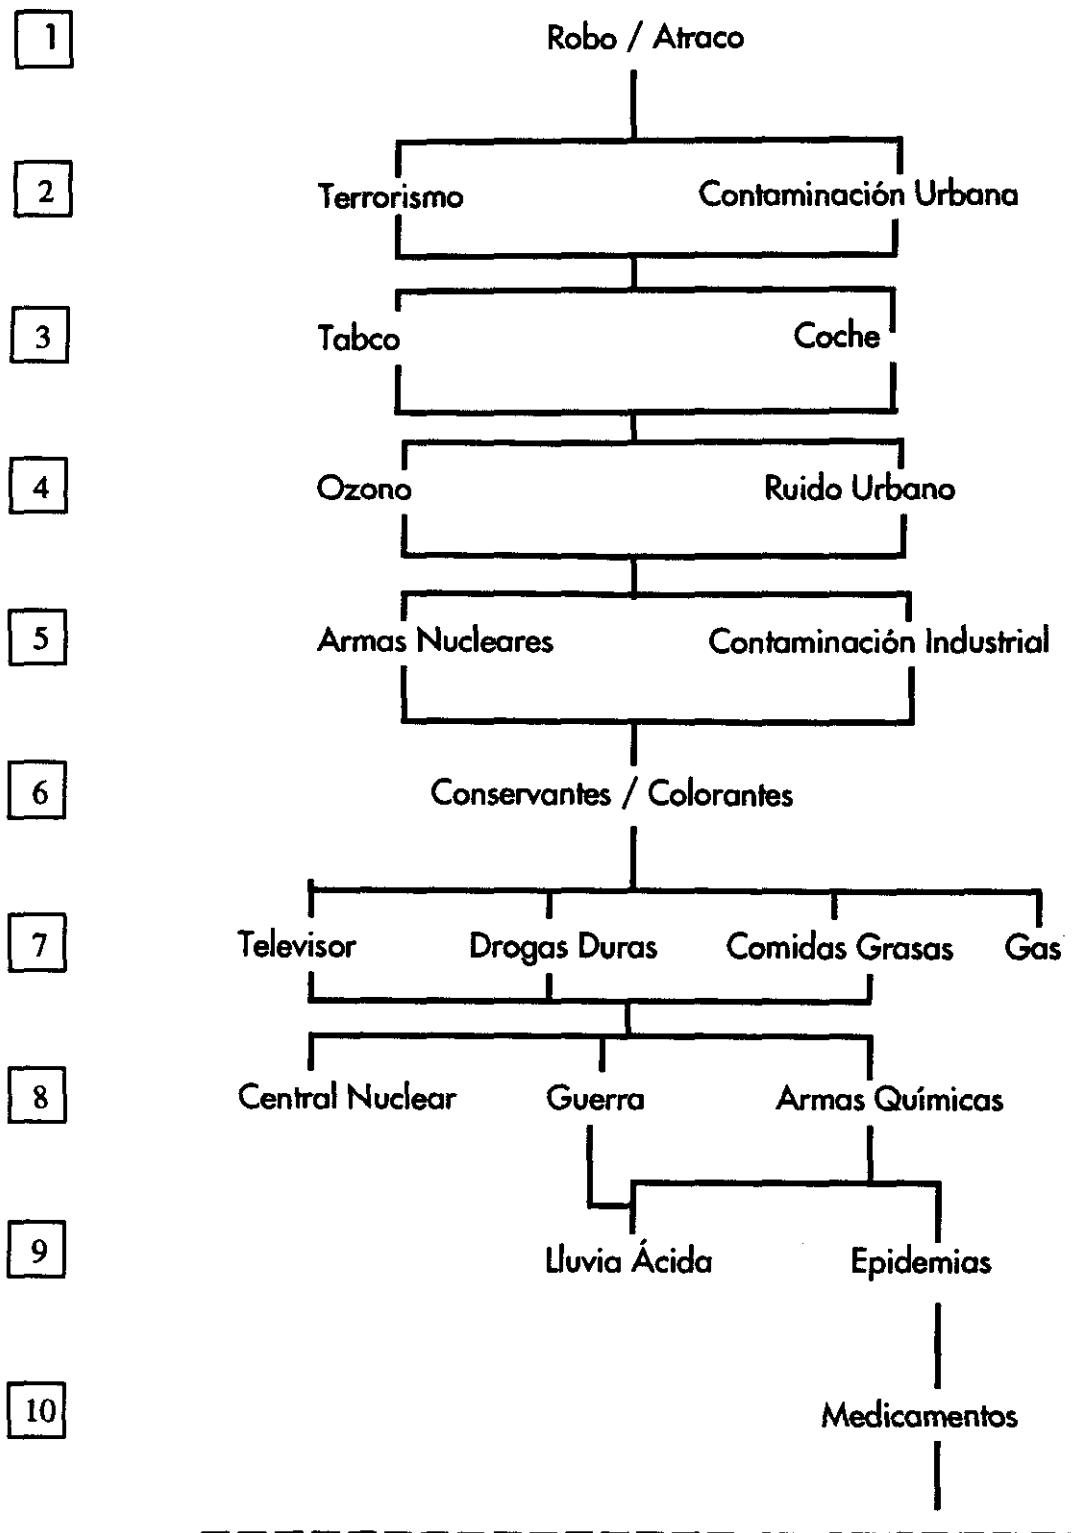 1 Robo / Atraco
2 Terrorismo Contaminación Urbana
3 Tabco Coche
4 Ozono Ruido Urbano
5 Armas Nucleares Contaminación Industrial
6 Conservantes / Colorantes
7 Televisor Drogas Duras Comidas Grasas Gas
8 Central Nuclear Guerra Armas Químicas
9 Lluvia Ácida Epidemias
10 Medicamentos